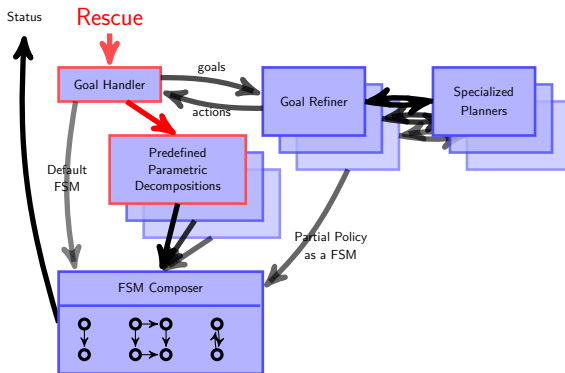 Status
Rescue
Goal Handler
goals
actions
Goal Refiner
Specialized
Planners
Predefined
Parametric
Decompositions
Default
FSM
Partial Policy
as a FSM
FSM Composer